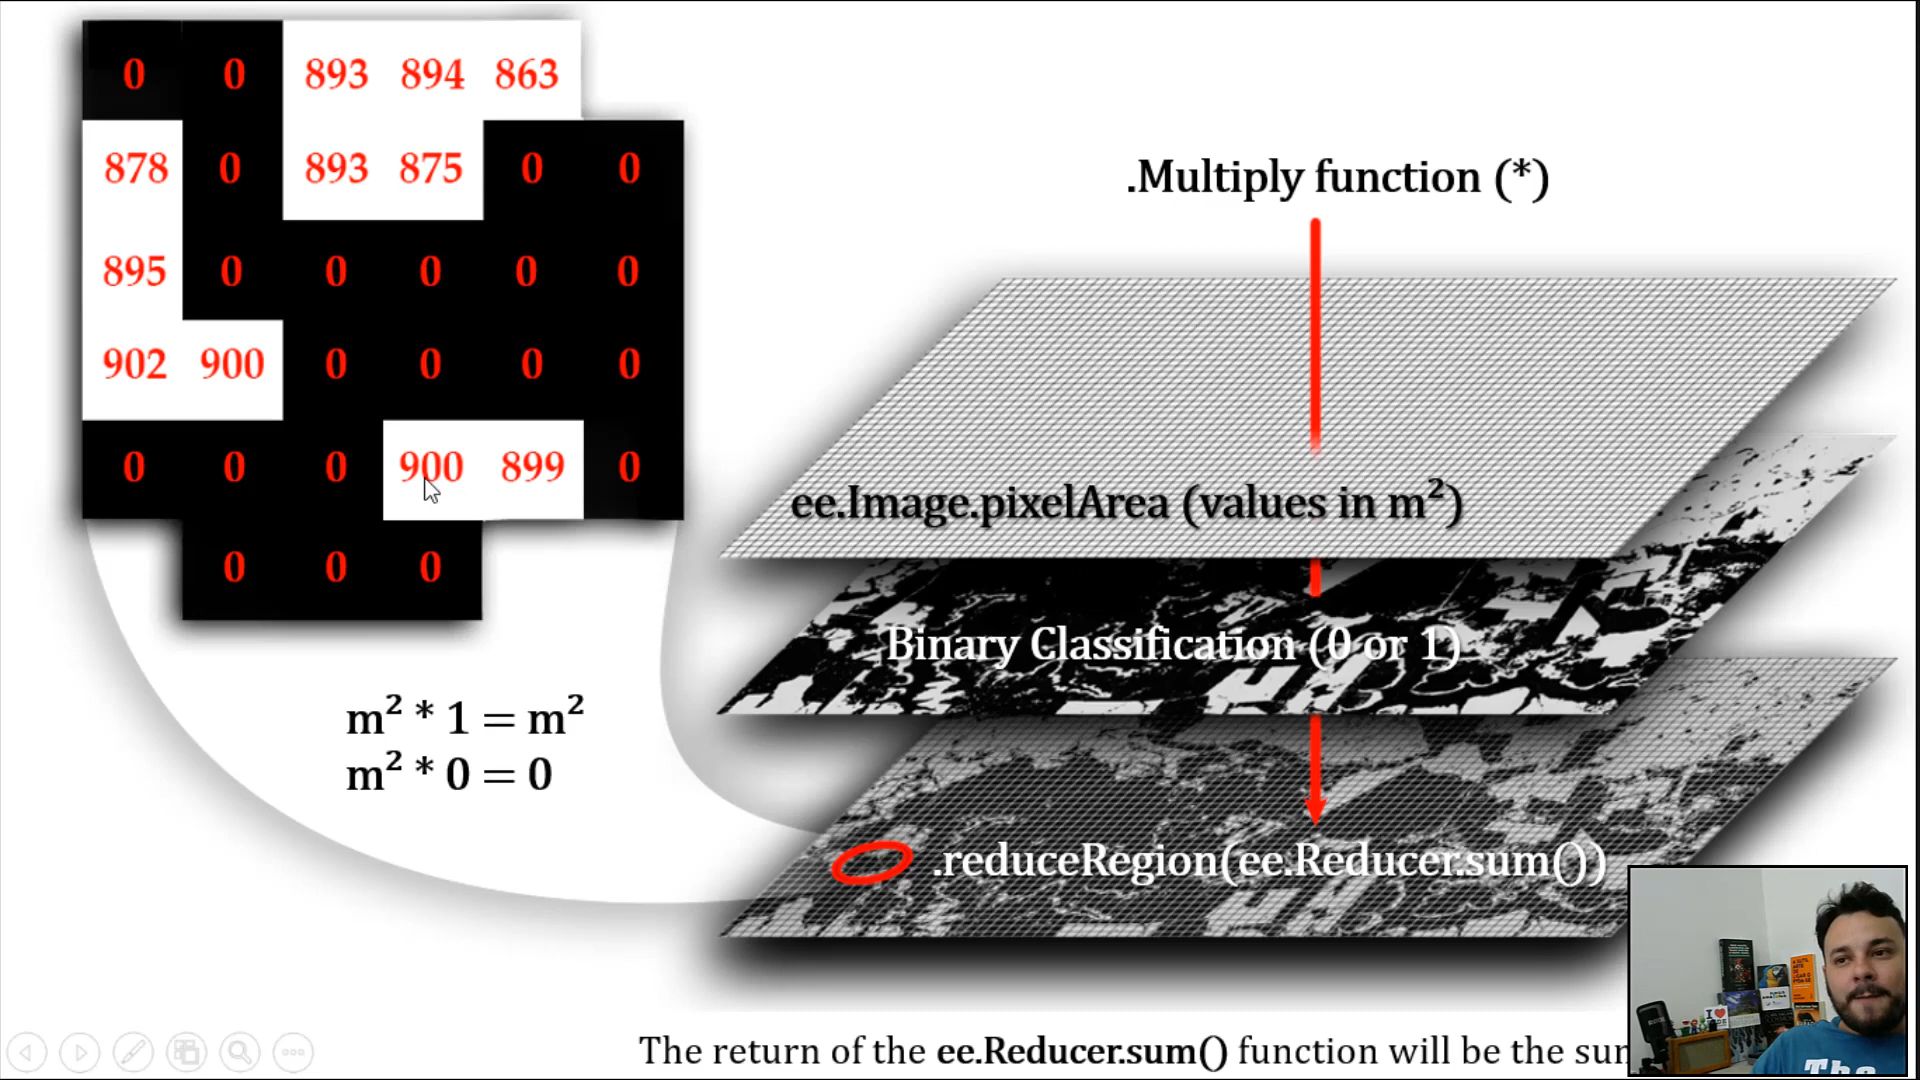 0 0 893 894 863
878 0 893 875 0 0
895 0 0 0 0 0
902 900 0 0 0 0
0 0 0 900 899 0
0 0 0
m² * 1 = m²
m² * 0 = 0
.Multiply function (*)
ee.Image.pixelArea (values in m²)
Binary Classification (0 or 1)
.reduceRegion(ee.Reducer.sum())
The return of the ee.Reducer.sum() function will be the sum
I
The